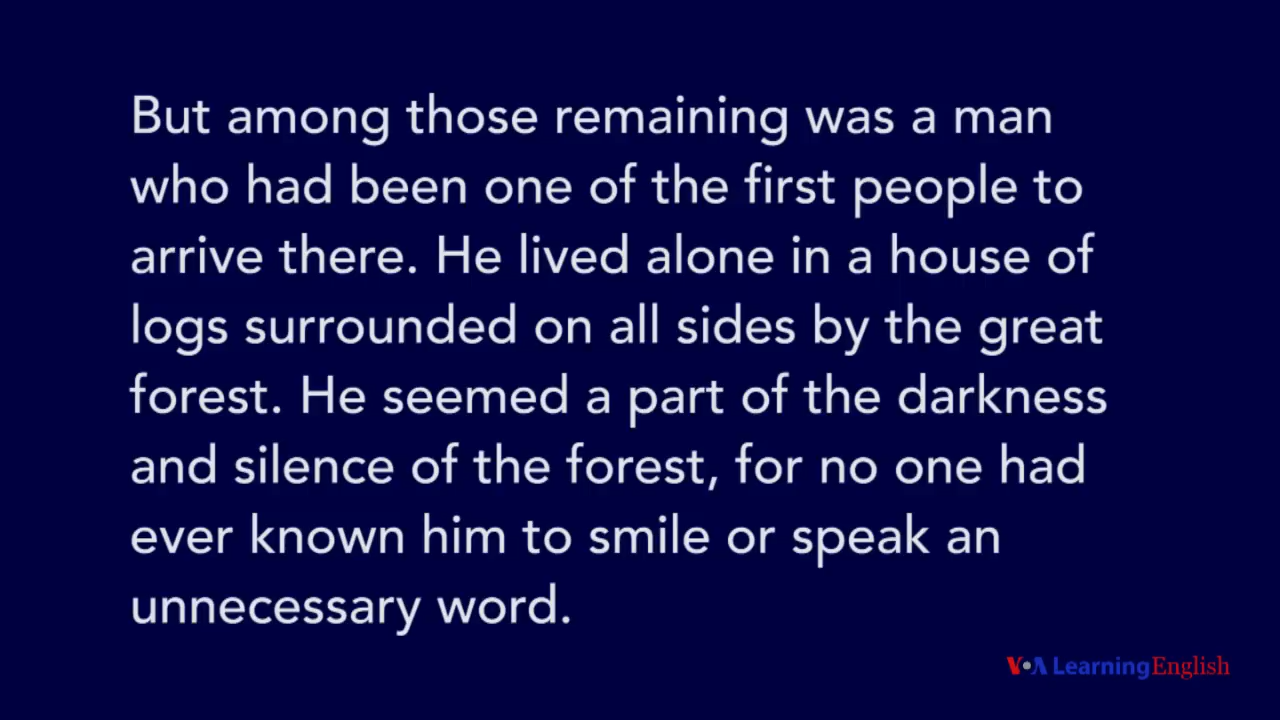 But among those remaining was a man
who had been one of the first people to
arrive there. He lived alone in a house of
logs surrounded on all sides by the great
forest. He seemed a part of the darkness
and silence of the forest, for no one had
ever known him to smile or speak an
unnecessary word.
VOA Learning English